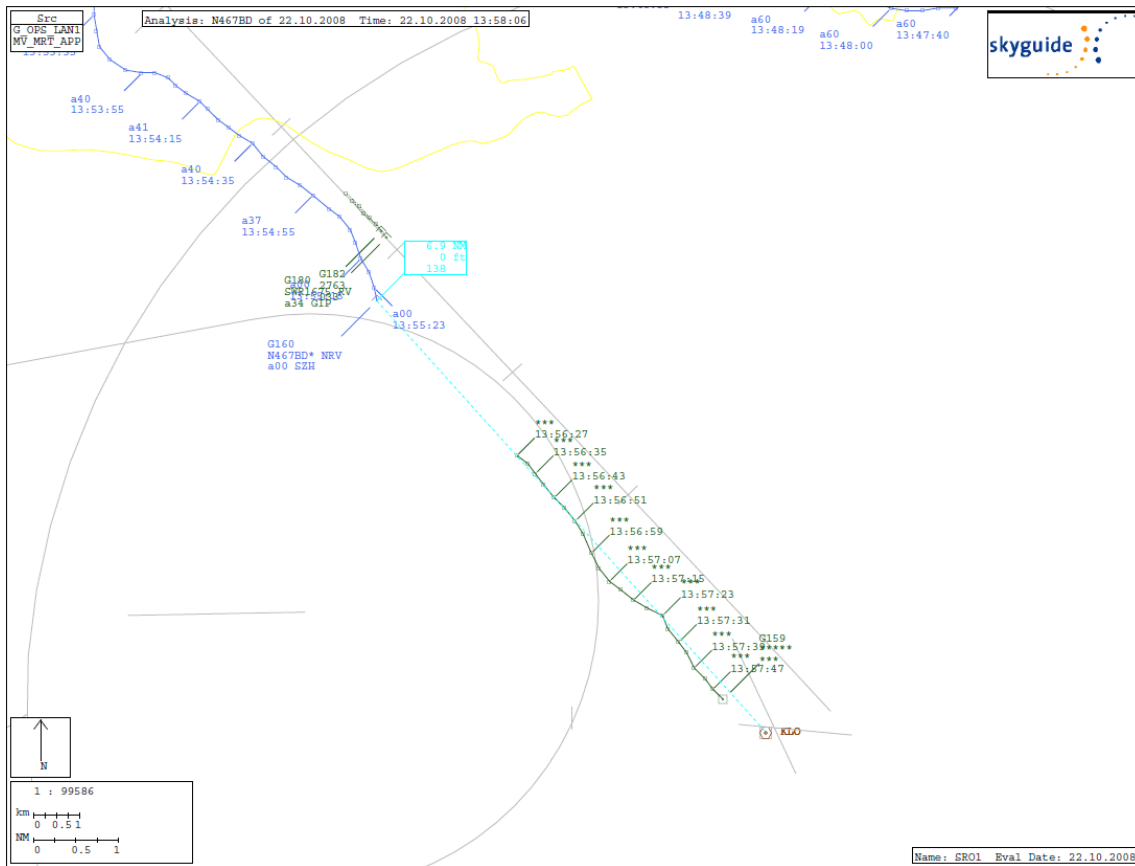 Src
G_OPS_LAN1
MV_MRT_APP
Analysis: N467BD of 22.10.2008 Time: 22.10.2008 13:58:06
skyguide
13:48:39
a60
13:48:19
a60
13:48:00
a60
13:47:40
a40
13:53:55
a41
13:54:15
a40
13:54:35
a37
13:54:55
6.9 NM
0 ft
138
G180 G182
2763
a34 GIP
a00
13:55:23
G160
N467BD* NRV
a00 SZH
***
13:56:27
***
13:56:35
***
13:56:43
***
13:56:51
***
13:56:59
***
13:57:07
***
13:57:15
***
13:57:23
***
13:57:31
***
13:57:39
***
13:57:47
G159
*****
***
KLO
N
1 : 99586
km
0 0.5 1
NM
0 0.5 1
Name: SRO1 Eval Date: 22.10.2008